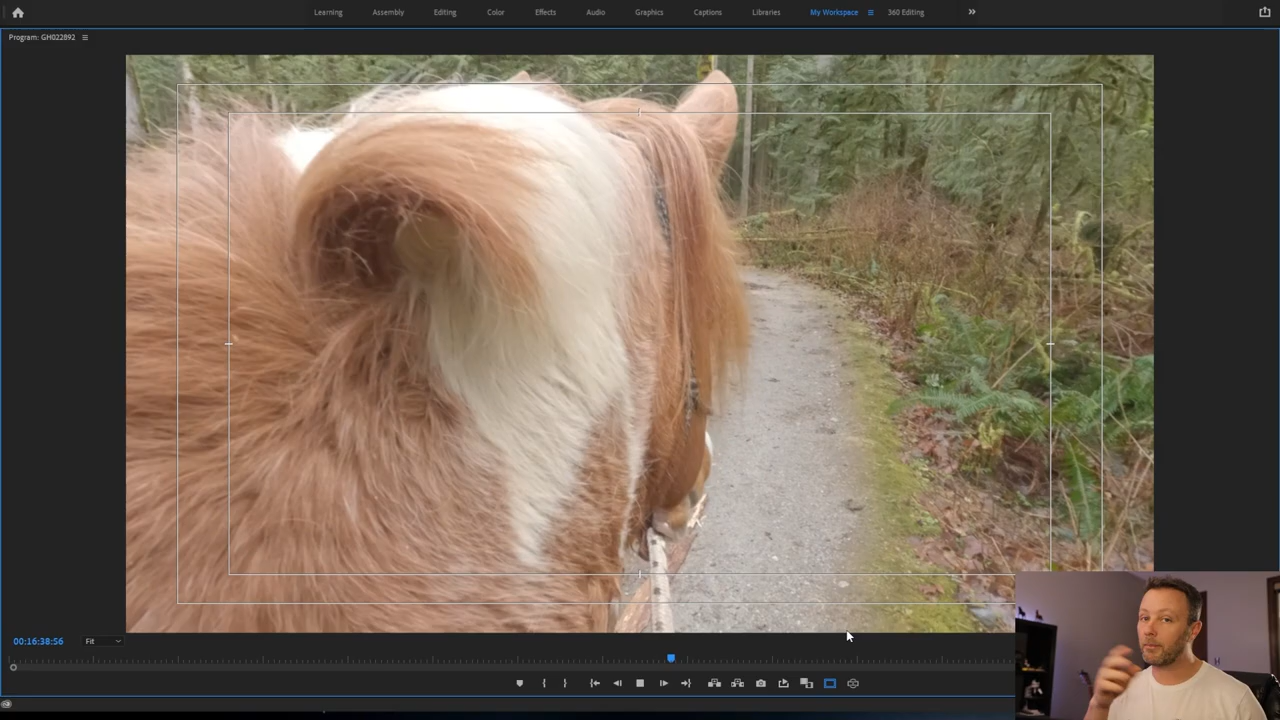 Learning Assembly Editing Color Effects Audio Graphics Captions Libraries My Workspace 360 Editing
Program: GH022892
00:16:38:56 Fit